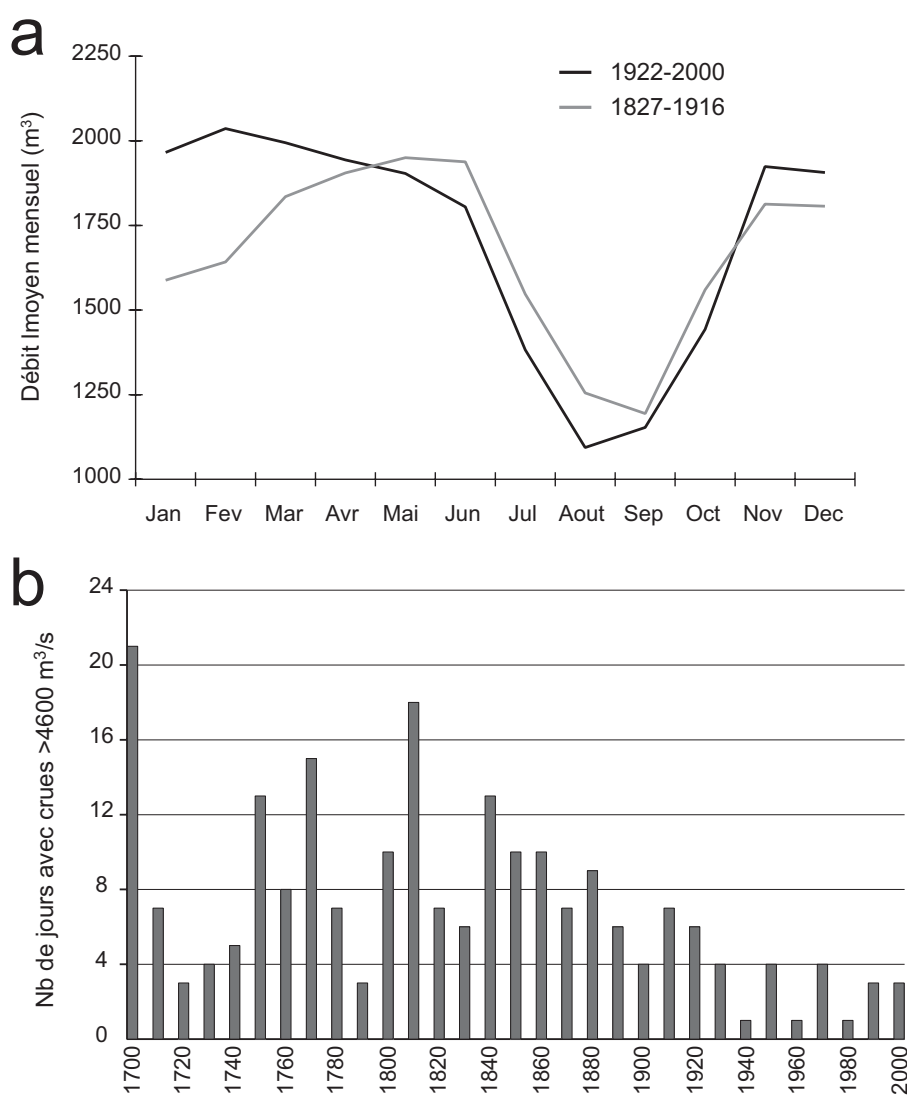 a
2250
2000
1750
1500
1250
1000
Débit lmoyen mensuel (m³)
1922-2000
1827-1916
Jan Fev Mar Avr Mai Jun Jul Aout Sep Oct Nov Dec
b
24
20
16
12
8
4
0
Nb de jours avec crues >4600 m³/s
1700 1720 1740 1760 1780 1800 1820 1840 1860 1880 1900 1920 1940 1960 1980 2000